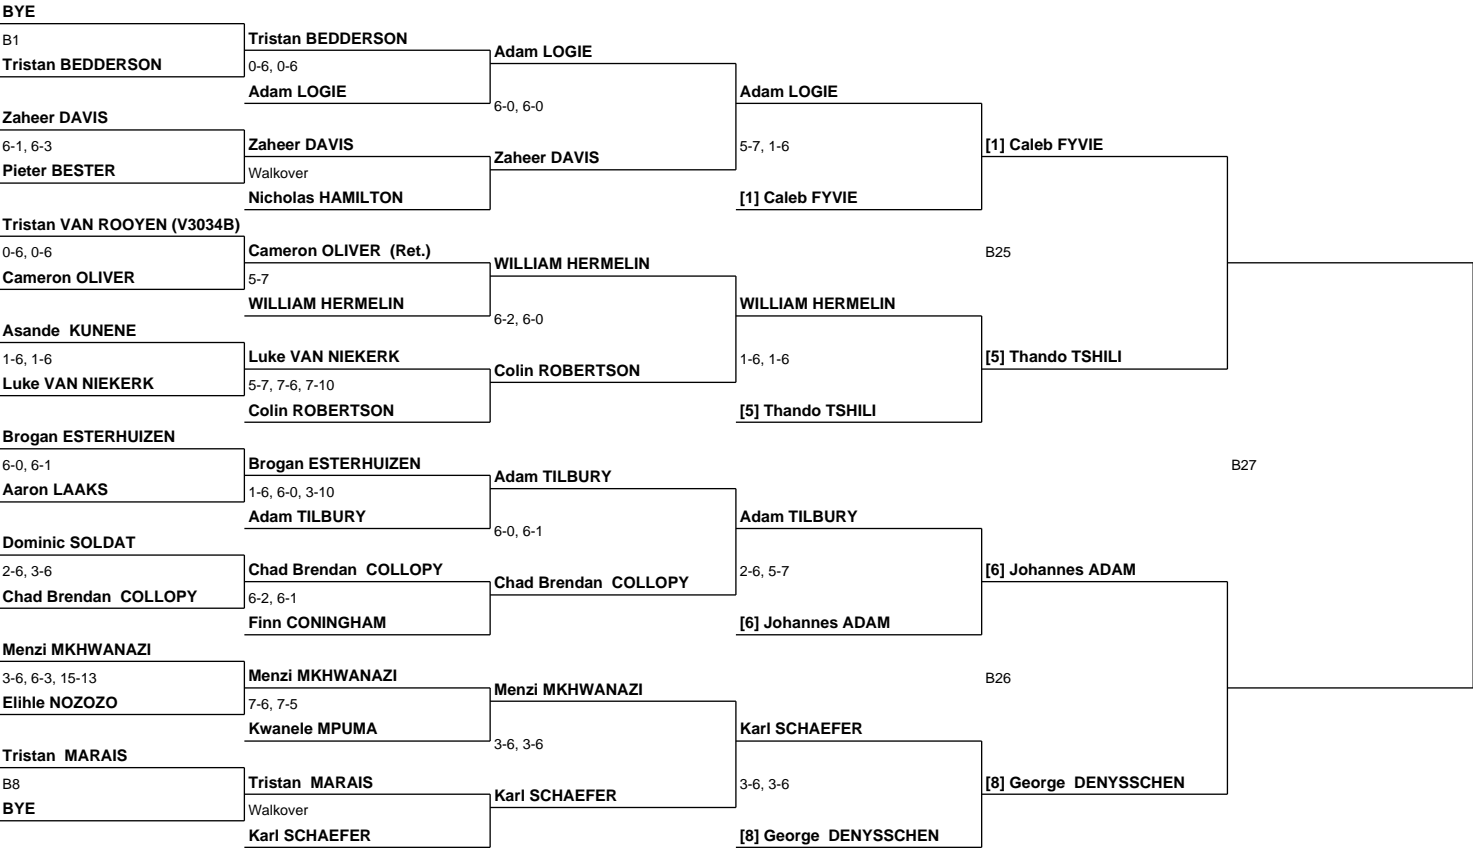 BYE
B1
Tristan BEDDERSON
Zaheer DAVIS
6-1, 6-3
Pieter BESTER
Tristan VAN ROOYEN (V3034B)
0-6, 0-6
Cameron OLIVER
Asande  KUNENE
1-6, 1-6
Luke VAN NIEKERK
Brogan ESTERHUIZEN
6-0, 6-1
Aaron LAAKS
Dominic SOLDAT
2-6, 3-6
Chad Brendan  COLLOPY
Menzi MKHWANAZI
3-6, 6-3, 15-13
Elihle NOZOZO
Tristan  MARAIS
B8
BYE
Tristan BEDDERSON
0-6, 0-6
Adam LOGIE
Zaheer DAVIS
Walkover
Nicholas HAMILTON
Cameron OLIVER  (Ret.)
5-7
WILLIAM HERMELIN
Luke VAN NIEKERK
5-7, 7-6, 7-10
Colin ROBERTSON
Brogan ESTERHUIZEN
1-6, 6-0, 3-10
Adam TILBURY
Chad Brendan  COLLOPY
6-2, 6-1
Finn CONINGHAM
Menzi MKHWANAZI
7-6, 7-5
Kwanele MPUMA
Tristan  MARAIS
Walkover
Karl SCHAEFER
Adam LOGIE
6-0, 6-0
Zaheer DAVIS
WILLIAM HERMELIN
6-2, 6-0
Colin ROBERTSON
Adam TILBURY
6-0, 6-1
Chad Brendan  COLLOPY
Menzi MKHWANAZI
3-6, 3-6
Karl SCHAEFER
Adam LOGIE
5-7, 1-6
[1] Caleb FYVIE
WILLIAM HERMELIN
1-6, 1-6
[5] Thando TSHILI
Adam TILBURY
2-6, 5-7
[6] Johannes ADAM
Karl SCHAEFER
3-6, 3-6
[8] George  DENYSSCHEN
[1] Caleb FYVIE
B25
[5] Thando TSHILI
[6] Johannes ADAM
B26
[8] George  DENYSSCHEN
B27